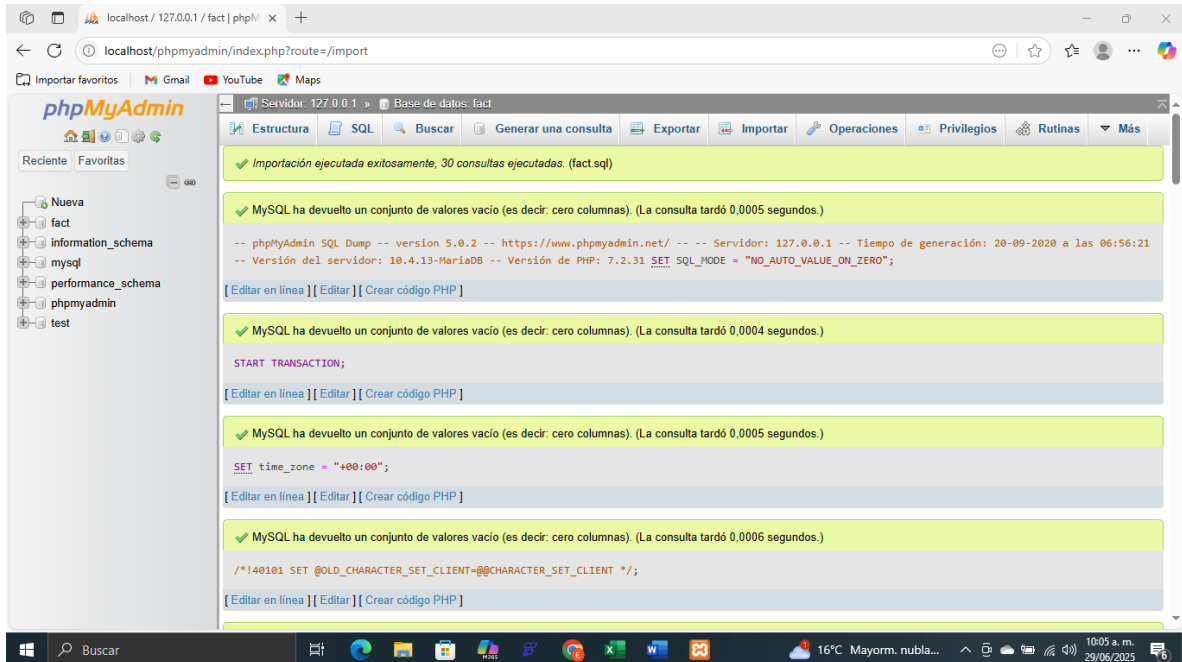 localhost / 127.0.0.1 / fact | phpM
localhost/phpmyadmin/index.php?route=/import
Importar favoritos Gmail YouTube Maps
phpMyAdmin
Reciente Favoritas
Nueva
fact
information_schema
mysql
performance_schema
phpmyadmin
test
Servidor: 127.0.0.1 » Base de datos: fact
Estructura SQL Buscar Generar una consulta Exportar Importar Operaciones Privilegios Rutinas Más
Importación ejecutada exitosamente, 30 consultas ejecutadas. (fact.sql)
MySQL ha devuelto un conjunto de valores vacío (es decir: cero columnas). (La consulta tardó 0,0005 segundos.)
-- phpMyAdmin SQL Dump -- version 5.0.2 -- https://www.phpmyadmin.net/ -- -- Servidor: 127.0.0.1 -- Tiempo de generación: 20-09-2020 a las 06:56:21
-- Versión del servidor: 10.4.13-MariaDB -- Versión de PHP: 7.2.31 SET SQL_MODE = "NO_AUTO_VALUE_ON_ZERO";
[ Editar en línea ] [ Editar ] [ Crear código PHP ]
MySQL ha devuelto un conjunto de valores vacío (es decir: cero columnas). (La consulta tardó 0,0004 segundos.)
START TRANSACTION;
[ Editar en línea ] [ Editar ] [ Crear código PHP ]
MySQL ha devuelto un conjunto de valores vacío (es decir: cero columnas). (La consulta tardó 0,0005 segundos.)
SET time_zone = "+00:00";
[ Editar en línea ] [ Editar ] [ Crear código PHP ]
MySQL ha devuelto un conjunto de valores vacío (es decir: cero columnas). (La consulta tardó 0,0006 segundos.)
/*!40101 SET @OLD_CHARACTER_SET_CLIENT=@@CHARACTER_SET_CLIENT */;
[ Editar en línea ] [ Editar ] [ Crear código PHP ]
Buscar
16°C Mayorm. nubla...
10:05 a. m.
29/06/2025